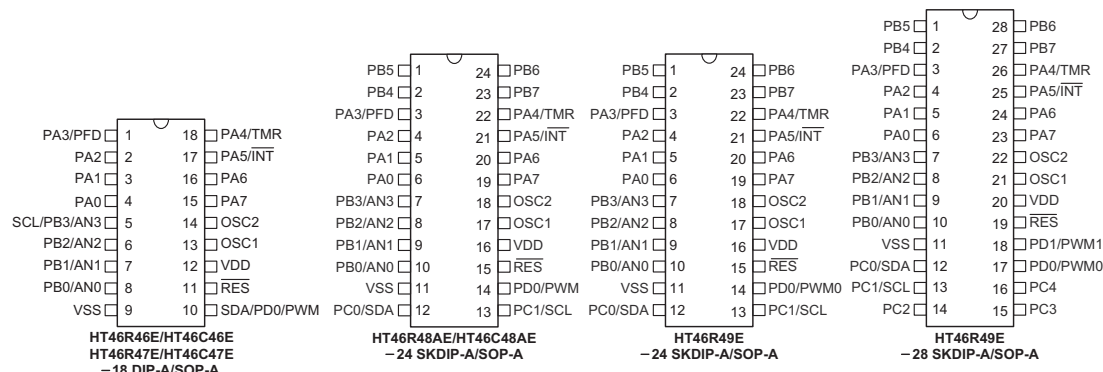 PA3/PFD 1 18 PA4/TMR
PA2 2 17 PA5/INT
PA1 3 16 PA6
PA0 4 15 PA7
SCL/PB3/AN3 5 14 OSC2
PB2/AN2 6 13 OSC1
PB1/AN1 7 12 VDD
PB0/AN0 8 11 RES
VSS 9 10 SDA/PD0/PWM
HT46R46E/HT46C46E
HT46R47E/HT46C47E
–18 DIP-A/SOP-A
PB5 1 24 PB6
PB4 2 23 PB7
PA3/PFD 3 22 PA4/TMR
PA2 4 21 PA5/INT
PA1 5 20 PA6
PA0 6 19 PA7
PB3/AN3 7 18 OSC2
PB2/AN2 8 17 OSC1
PB1/AN1 9 16 VDD
PB0/AN0 10 15 RES
VSS 11 14 PD0/PWM
PC0/SDA 12 13 PC1/SCL
HT46R48AE/HT46C48AE
–24 SKDIP-A/SOP-A
PB5 1 24 PB6
PB4 2 23 PB7
PA3/PFD 3 22 PA4/TMR
PA2 4 21 PA5/INT
PA1 5 20 PA6
PA0 6 19 PA7
PB3/AN3 7 18 OSC2
PB2/AN2 8 17 OSC1
PB1/AN1 9 16 VDD
PB0/AN0 10 15 RES
VSS 11 14 PD0/PWM0
PC0/SDA 12 13 PC1/SCL
HT46R49E
–24 SKDIP-A/SOP-A
PB5 1 28 PB6
PB4 2 27 PB7
PA3/PFD 3 26 PA4/TMR
PA2 4 25 PA5/INT
PA1 5 24 PA6
PA0 6 23 PA7
PB3/AN3 7 22 OSC2
PB2/AN2 8 21 OSC1
PB1/AN1 9 20 VDD
PB0/AN0 10 19 RES
VSS 11 18 PD1/PWM1
PC0/SDA 12 17 PD0/PWM0
PC1/SCL 13 16 PC4
PC2 14 15 PC3
HT46R49E
–28 SKDIP-A/SOP-A